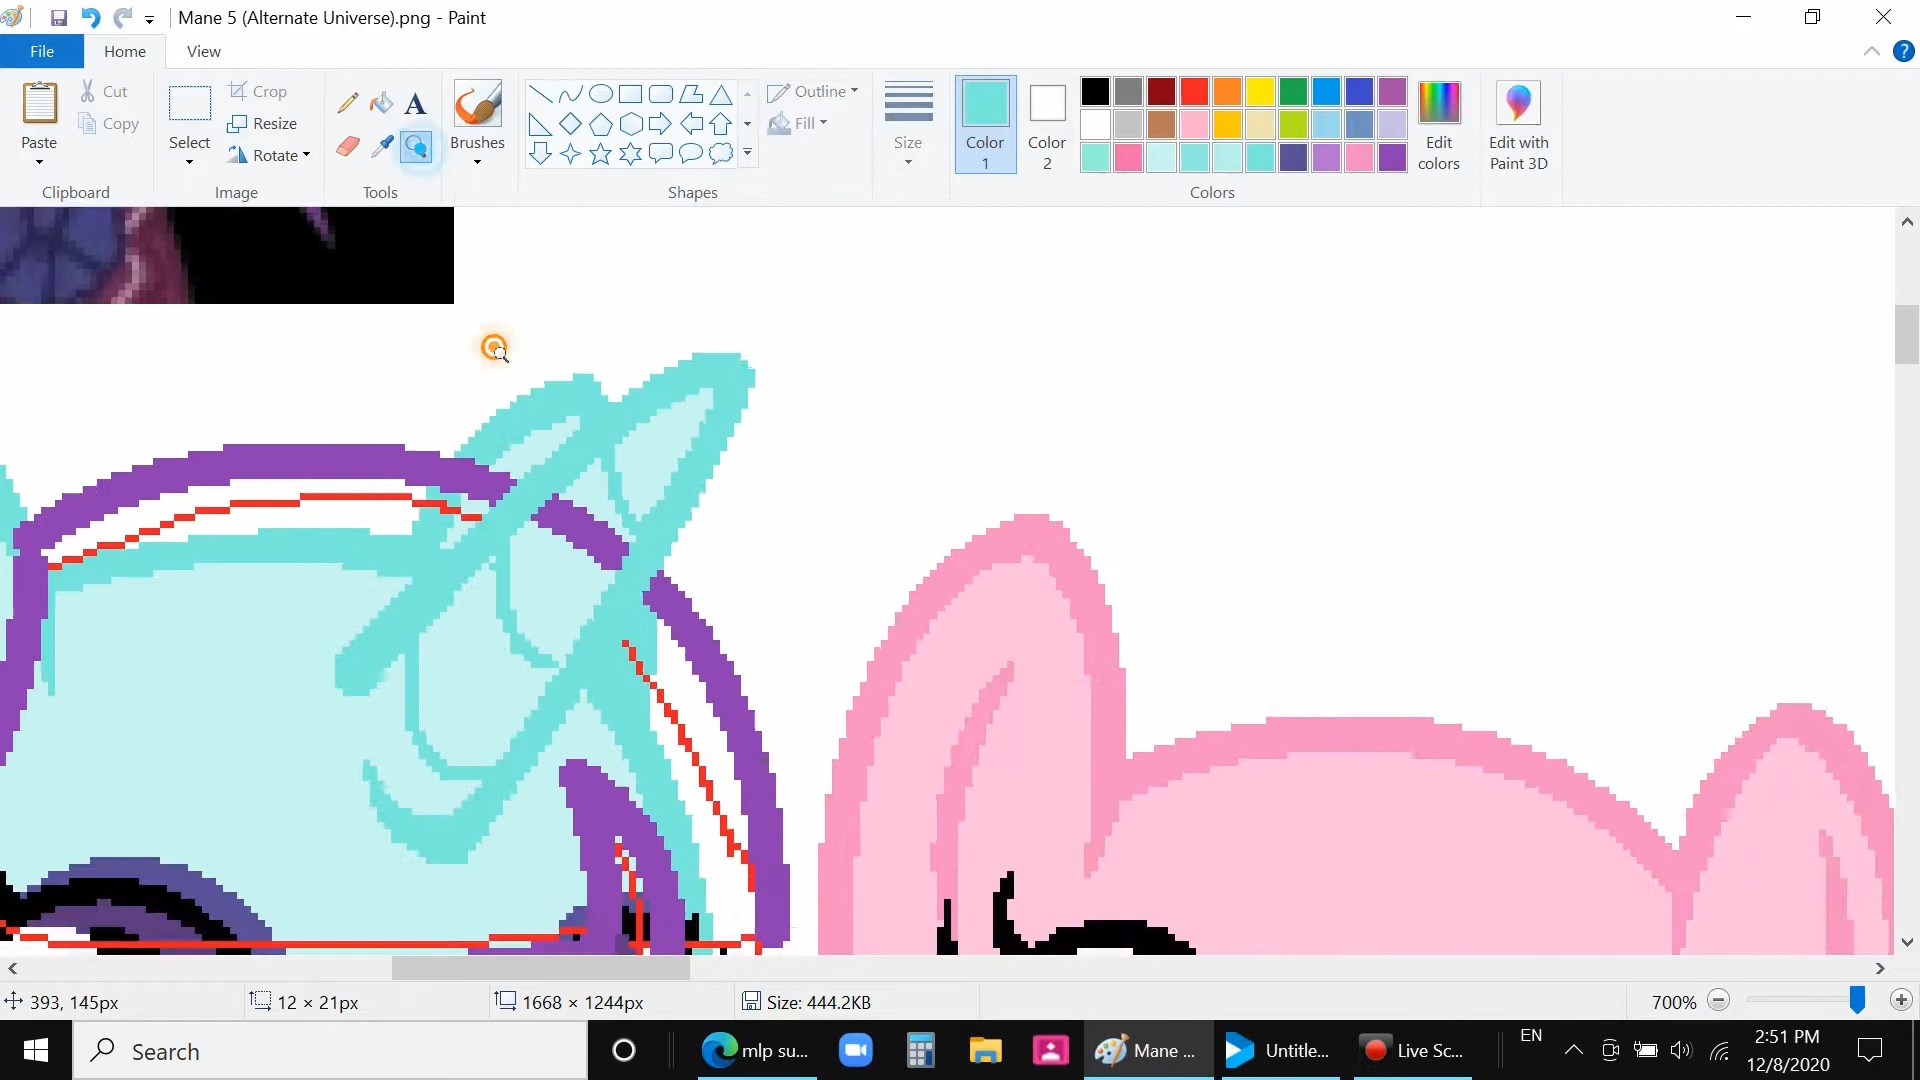 Mane 5 (Alternate Universe).png - Paint
File Home View
Paste Cut Copy
Clipboard
Select Crop Resize Rotate
Image
A
Tools
Brushes
Shapes
Outline Fill
Size
Color 1 Color 2
Colors
Edit colors
Edit with Paint 3D
?
393, 145px 12 × 21px 1668 × 1244px Size: 444.2KB 700%
Search mlp su... Mane ... Untitle... Live Sc... EN
2:51 PM
12/8/2020